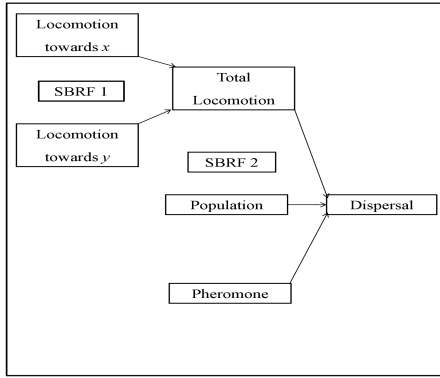 Locomotion
towards x
SBRF 1
Total
Locomotion
Locomotion
towards y
SBRF 2
Population
Dispersal
Pheromone